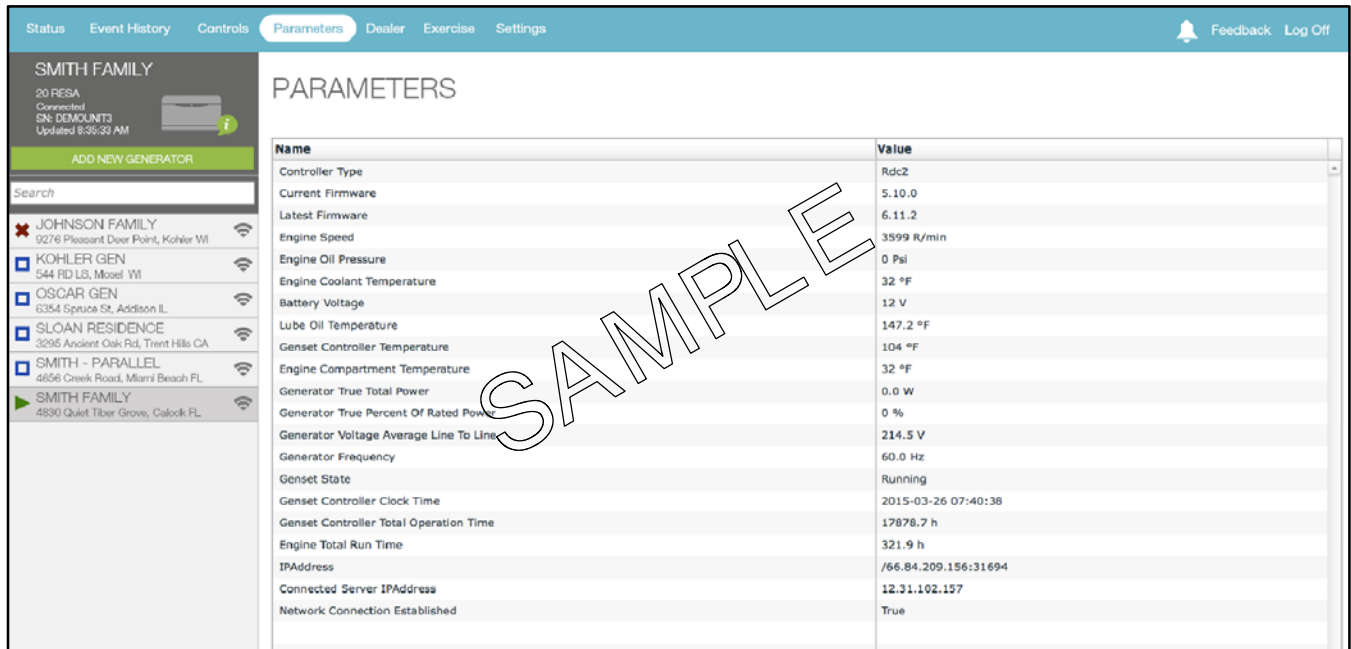 Status Event History Controls Parameters Dealer Exercise Settings Feedback Log Off
SMITH FAMILY
20 RESA
Connected
SN: DEMOUNIT3
Updated 8:35:33 AM
i
ADD NEW GENERATOR
Search
JOHNSON FAMILY
9276 Pleasant Deer Point, Kohler WI
KOHLER GEN
544 RD LS, Mosel WI
OSCAR GEN
6354 Spruce St, Addison IL
SLOAN RESIDENCE
3295 Ancient Oak Rd, Trent Hills CA
SMITH - PARALLEL
4656 Creek Road, Miami Beach FL
SMITH FAMILY
4830 Quiet Tiber Grove, Calock FL
PARAMETERS
Name Value
Controller Type Rdc2
Current Firmware 5.10.0
Latest Firmware 6.11.2
Engine Speed 3599 R/min
Engine Oil Pressure 0 Psi
Engine Coolant Temperature 32 °F
Battery Voltage 12 V
Lube Oil Temperature 147.2 °F
Genset Controller Temperature 104 °F
Engine Compartment Temperature 32 °F
Generator True Total Power 0.0 W
Generator True Percent Of Rated Power 0 %
Generator Voltage Average Line To Line 214.5 V
Generator Frequency 60.0 Hz
Genset State Running
Genset Controller Clock Time 2015-03-26 07:40:38
Genset Controller Total Operation Time 17878.7 h
Engine Total Run Time 321.9 h
IPAddress /66.84.209.156:31694
Connected Server IPAddress 12.31.102.157
Network Connection Established True
SAMPLE